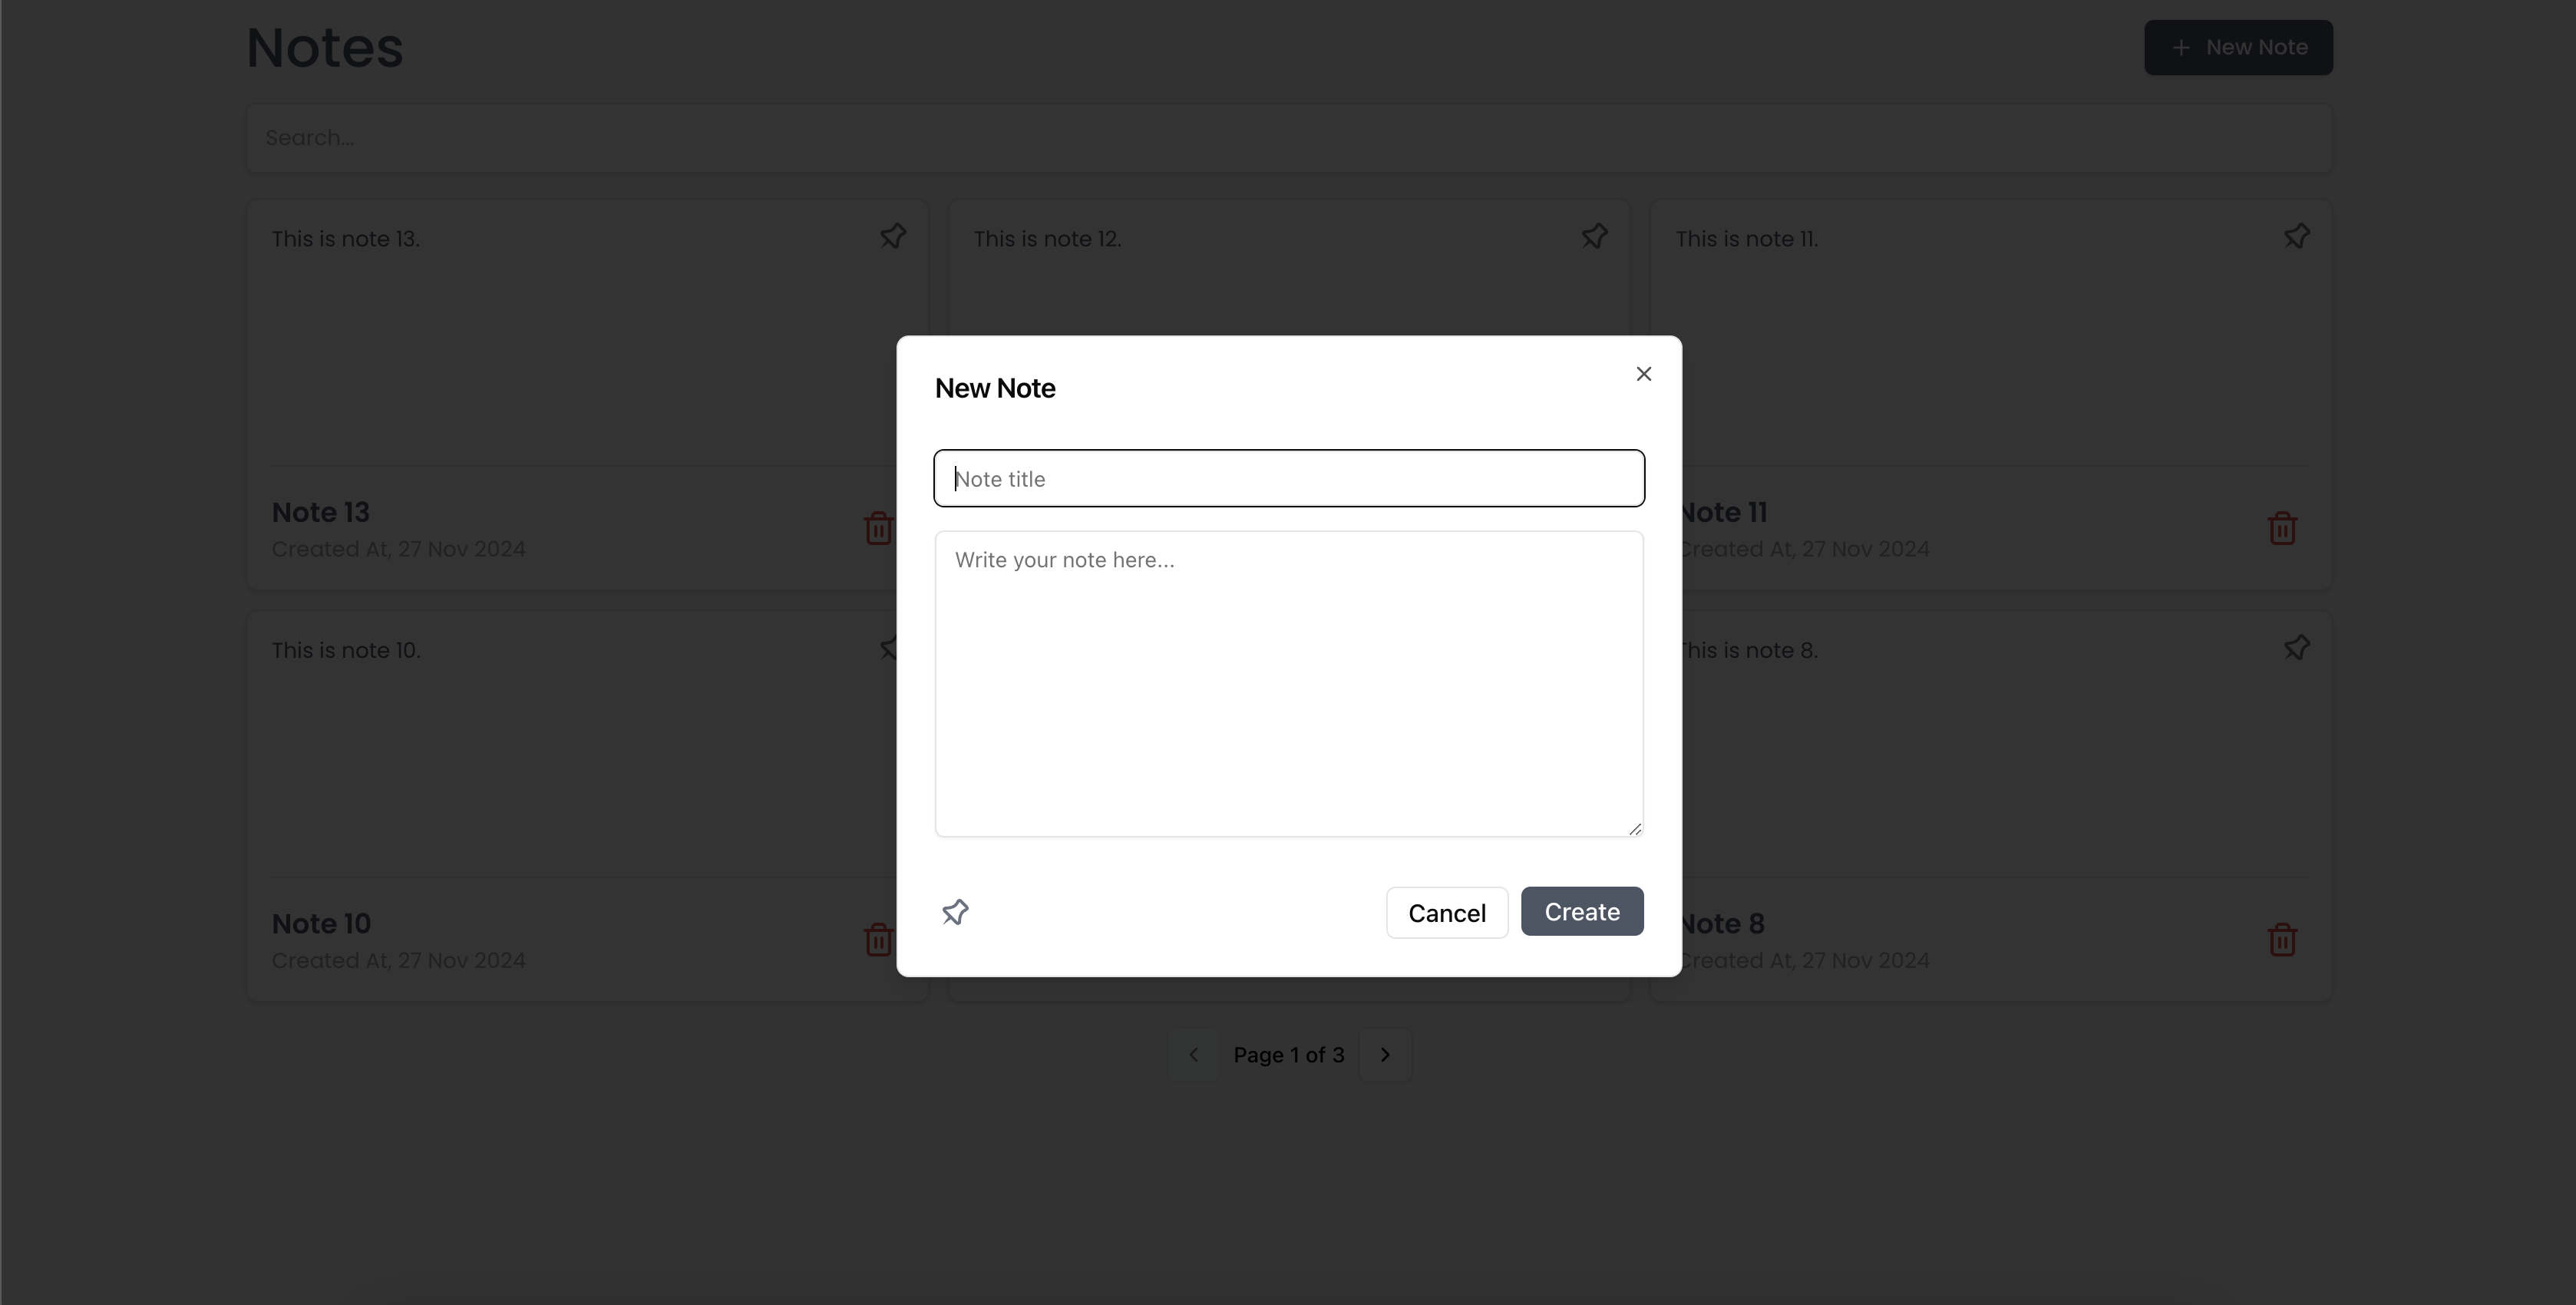 Notes
+ New Note
Search...
This is note 13.
This is note 12.
This is note 11.
New Note
Note title
Write your note here...
Note 13
Created At, 27 Nov 2024
Note 11
Created At, 27 Nov 2024
This is note 10.
This is note 8.
Cancel
Create
Note 10
Created At, 27 Nov 2024
Note 8
Created At, 27 Nov 2024
Page 1 of 3